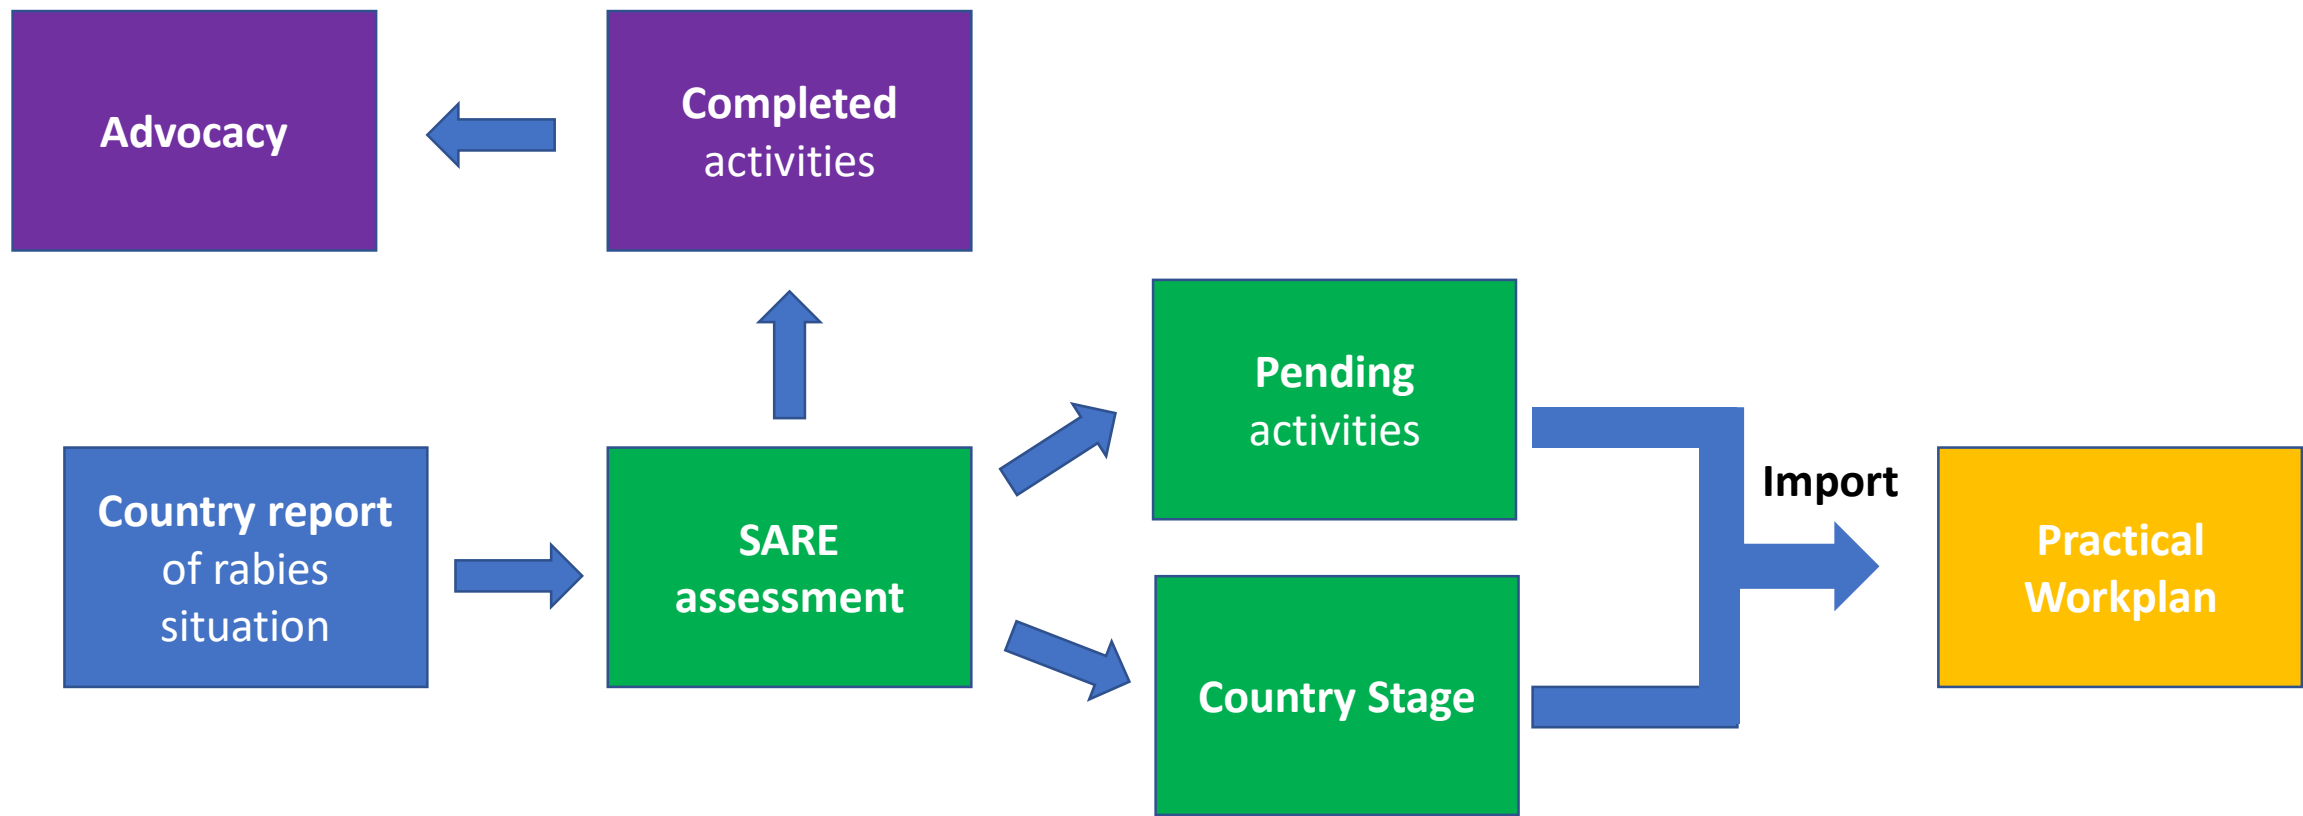 Advocacy
Completed
activities
Pending
activities
Import
Country report
of rabies
situation
SARE
assessment
Practical
Workplan
Country Stage